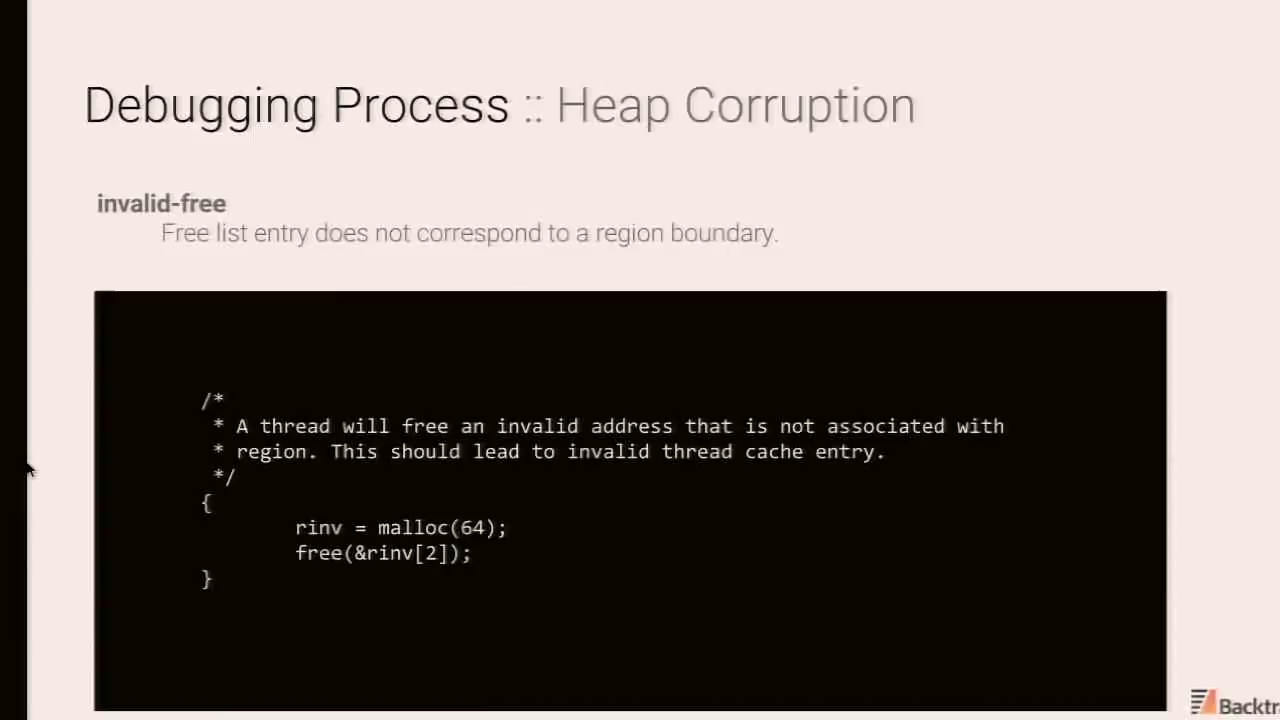 Debugging Process :: Heap Corruption
invalid-free
Free list entry does not correspond to a region boundary.
/*
* A thread will free an invalid address that is not associated with
* region. This should lead to invalid thread cache entry.
*/
{
rinv = malloc(64);
free(&rinv[2]);
}
Backtr